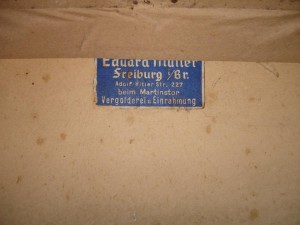 Eduard Müller
Freiburg i/Br.
Adolf Hitler Str. 227
beim Martinstor
Vergolderei u. Einrahmung